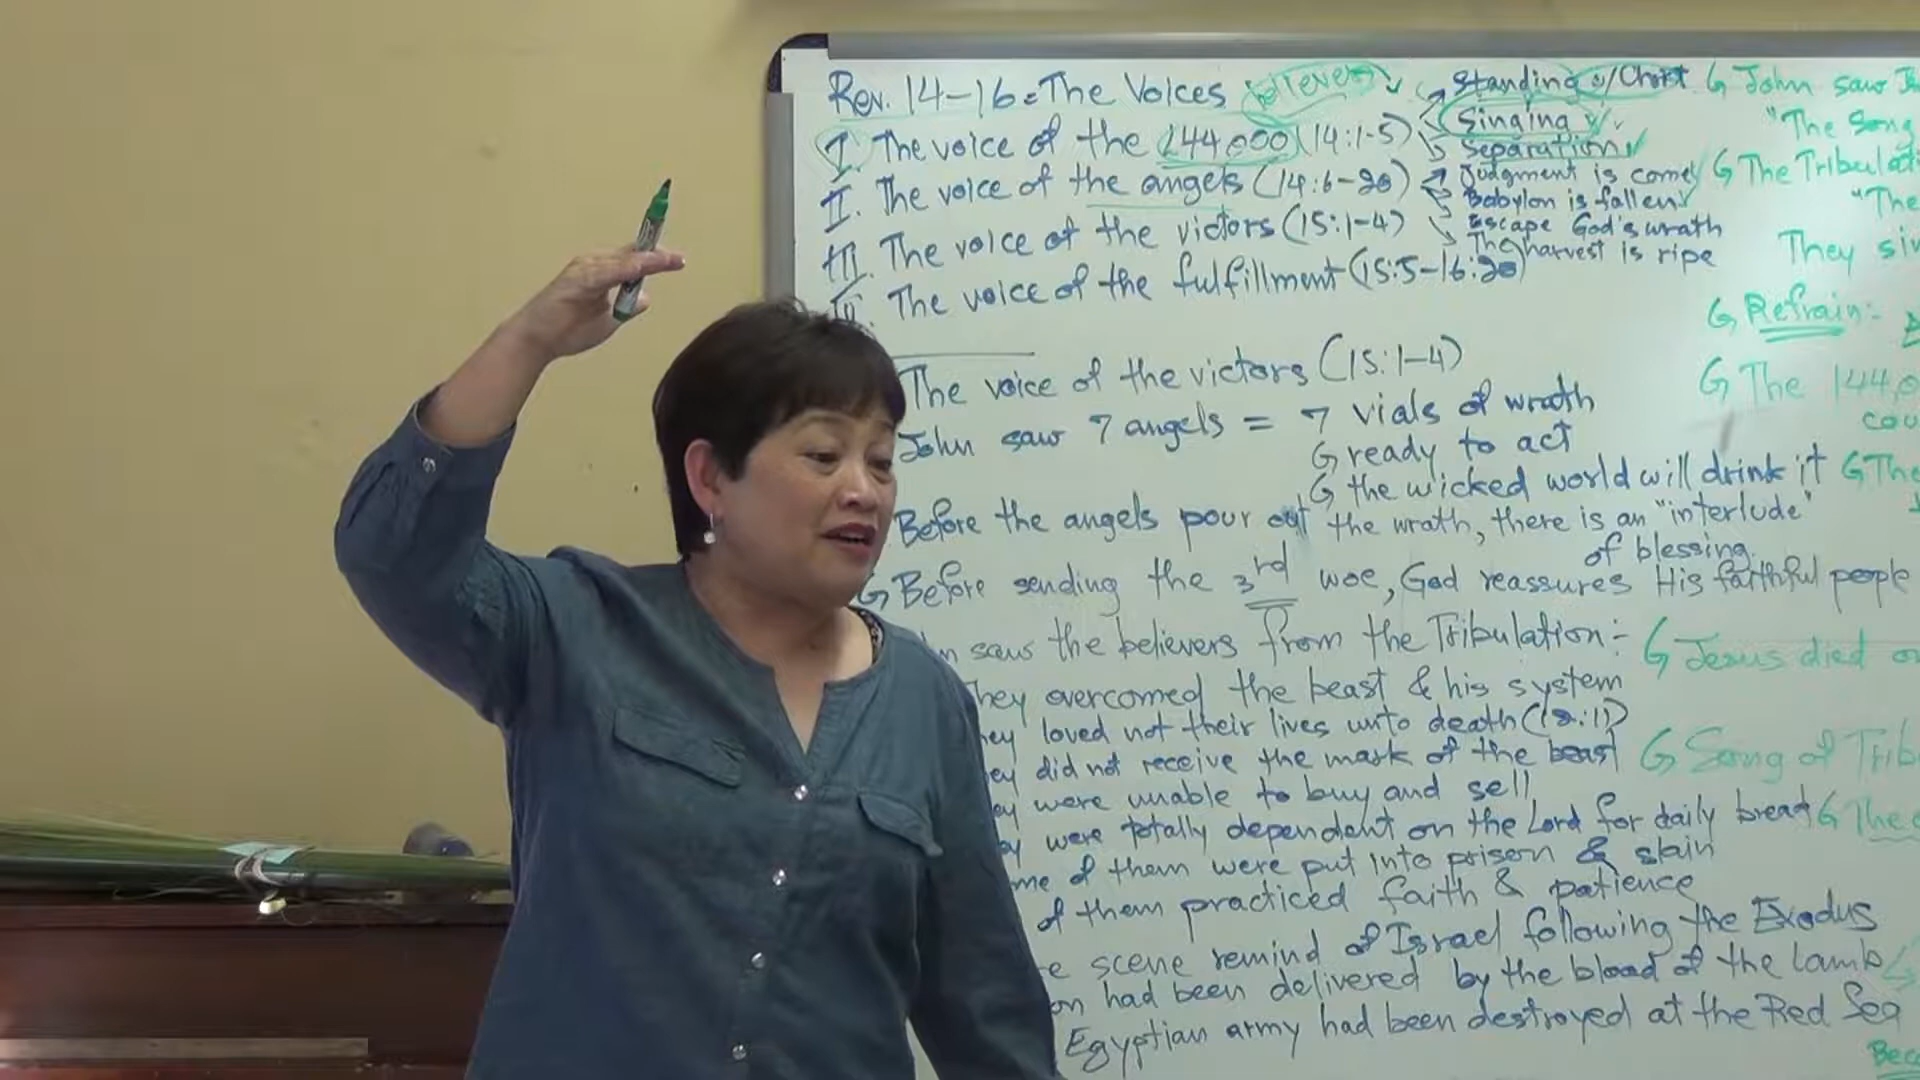 Rev. 14-16 = The Voices believers
I. The voice of the 144,000 (14:1-5)
II. The voice of the angels (14:6-20)
III. The voice of the victors (15:1-4)
IV. The voice of the fulfillment (15:5-16:20)
Standing w/Christ
Singing
Separation
Judgment is come
Babylon is fallen
Escape God's wrath
The harvest is ripe
The voice of the victors (15:1-4)
John saw 7 angels = 7 vials of wrath
ready to act
the wicked world will drink it
Before the angels pour out the wrath, there is an "interlude"
of blessing.
Before sending the 3rd woe, God reassures His faithful people
saw the believers from the Tribulation:-
They overcomed the beast & his system
loved not their lives unto death (12:11)
did not receive the mark of the beast
were unable to buy and sell
were totally dependent on the Lord for daily bread
of them were put into prison & slain
of them practiced faith & patience
scene remind of Israel following the Exodus
had been delivered by the blood of the lamb
Egyptian army had been destroyed at the Red Sea
John saw
"The Song
The
"The
They
Refrain:-
The
The
Jesus died
Song of
The